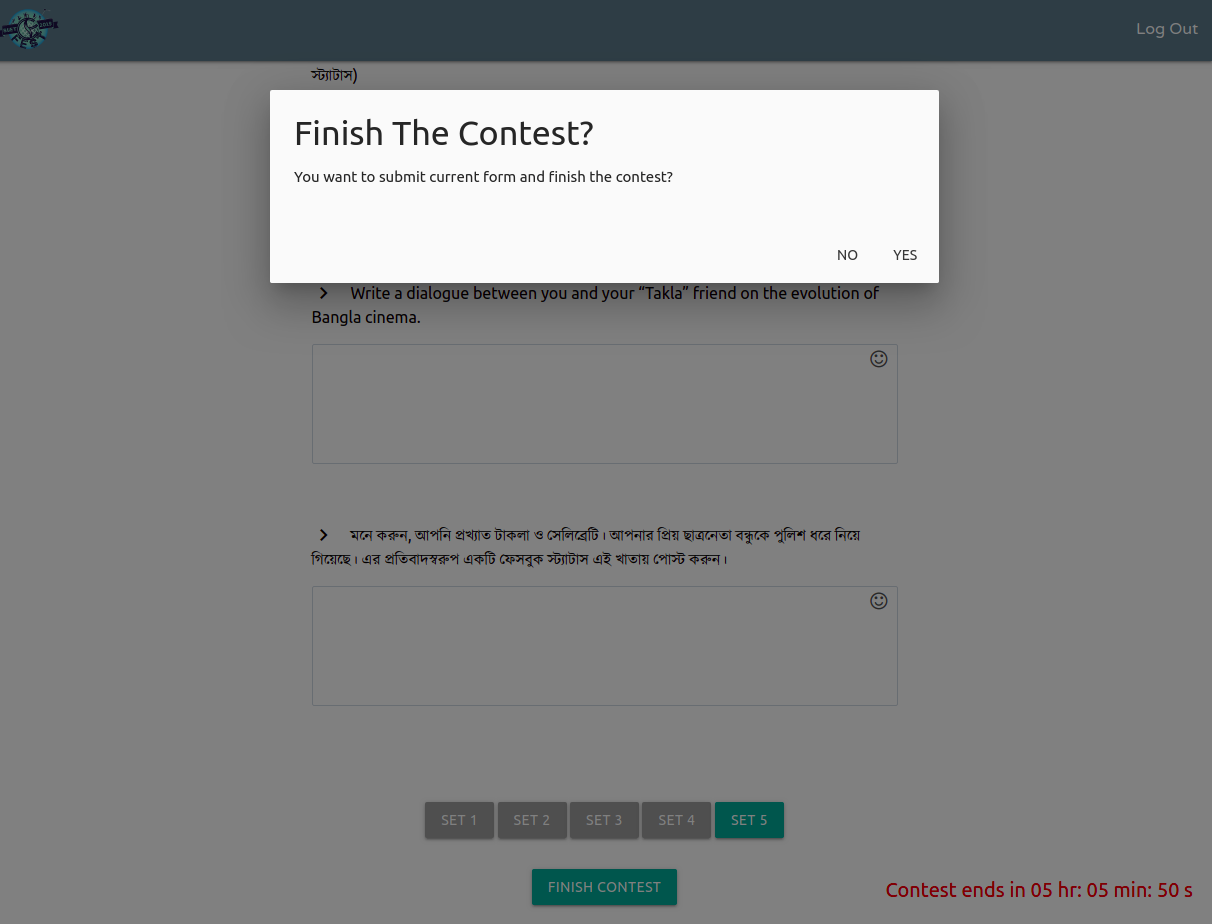 Log Out
স্ট্যাটাস)
Finish The Contest?
You want to submit current form and finish the contest?
NO YES
Write a dialogue between you and your “Takla” friend on the evolution of
Bangla cinema.
মনে করুন, আপনি প্রখ্যাত টাকলা ও সেলিব্রেটি। আপনার প্রিয় ছাত্রনেতা বন্ধুকে পুলিশ ধরে নিয়ে
গিয়েছে। এর প্রতিবাদস্বরুপ একটি ফেসবুক স্ট্যাটাস এই খাতায় পোস্ট করুন।
SET 1 SET 2 SET 3 SET 4 SET 5
FINISH CONTEST
Contest ends in 05 hr: 05 min: 50 s